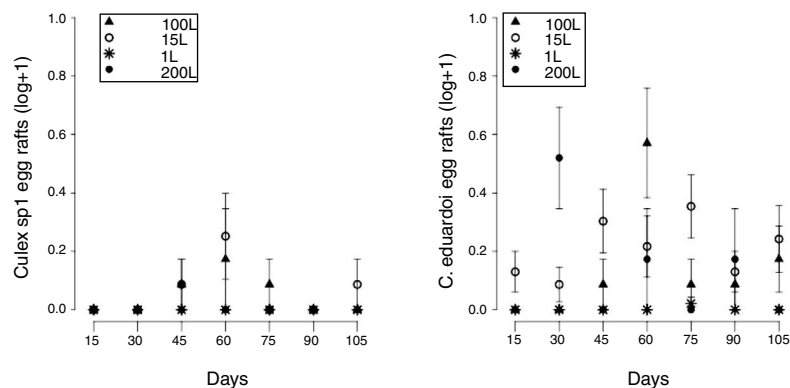 Culex sp1 egg rafts (log+1)
1.0
0.8
0.6
0.4
0.2
0.0
100L
15L
1L
200L
15 30 45 60 75 90 105
Days
C. eduardoi egg rafts (log+1)
1.0
0.8
0.6
0.4
0.2
0.0
100L
15L
1L
200L
15 30 45 60 75 90 105
Days